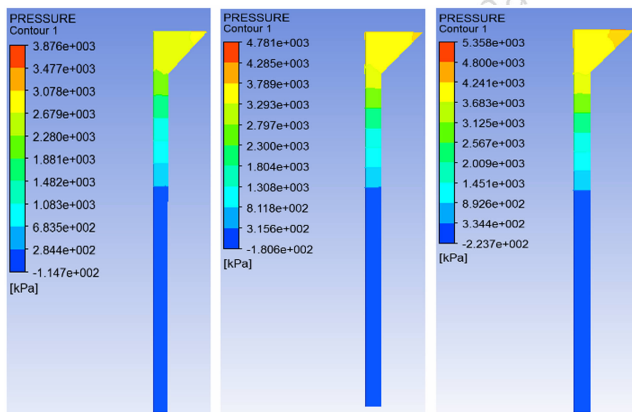 PRESSURE
Contour 1
3.876e+003
3.477e+003
3.078e+003
2.679e+003
2.280e+003
1.881e+003
1.482e+003
1.083e+003
6.835e+002
2.844e+002
-1.147e+002
[kPa]
PRESSURE
Contour 1
4.781e+003
4.285e+003
3.789e+003
3.293e+003
2.797e+003
2.300e+003
1.804e+003
1.308e+003
8.118e+002
3.156e+002
-1.806e+002
[kPa]
PRESSURE
Contour 1
5.358e+003
4.800e+003
4.241e+003
3.683e+003
3.125e+003
2.567e+003
2.009e+003
1.451e+003
8.926e+002
3.344e+002
-2.237e+002
[kPa]